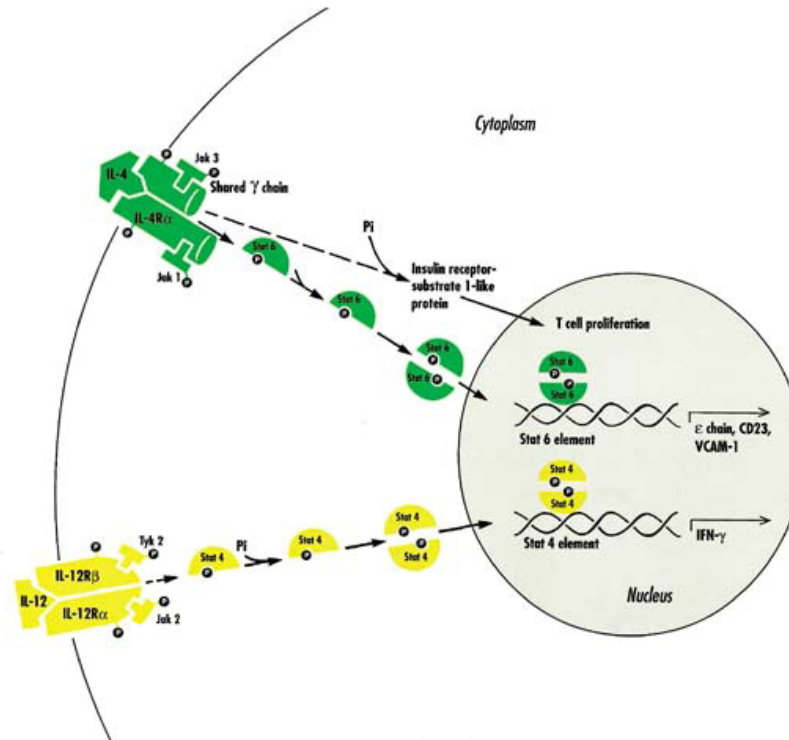 Cytoplasm
P
Jak 3
P
IL-4
Shared γ chain
IL-4Rα
P
Jak 1
P
Stat 6
P
Pi
Insulin receptor-
substrate 1-like
protein
Stat 6
P
T cell proliferation
Stat 6
P
Stat 6
P
Stat 6
P
P
Stat 6
Stat 6 element
ε chain, CD23,
VCAM-1
Stat 4
P
P
Stat 4
Stat 4 element
IFN-γ
Nucleus
Tyk 2
P
P
IL-12Rβ
IL-12
IL-12Rα
P
Jak 2
P
Stat 4
P
Pi
Stat 4
P
Stat 4
P
P
Stat 4